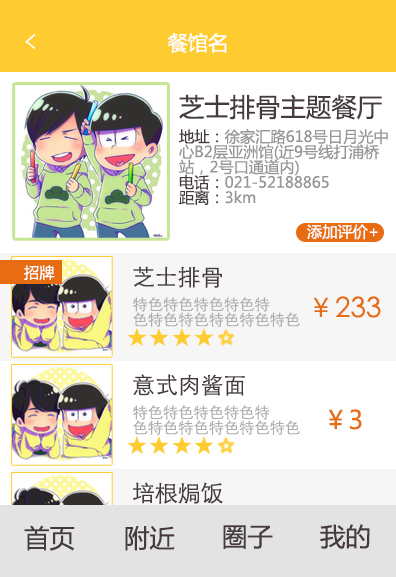 餐馆名
芝士排骨主题餐厅
地址：徐家汇路618号日月光中
心B2层亚洲馆(近9号线打浦桥
站，2号口通道内)
电话：021-52188865
距离：3km
添加评价+
招牌
芝士排骨
特色特色特色特色特
色特色特色特色特色特色
￥233
意式肉酱面
特色特色特色特色特
色特色特色特色特色特色
￥3
培根焗饭
首页
附近
圈子
我的